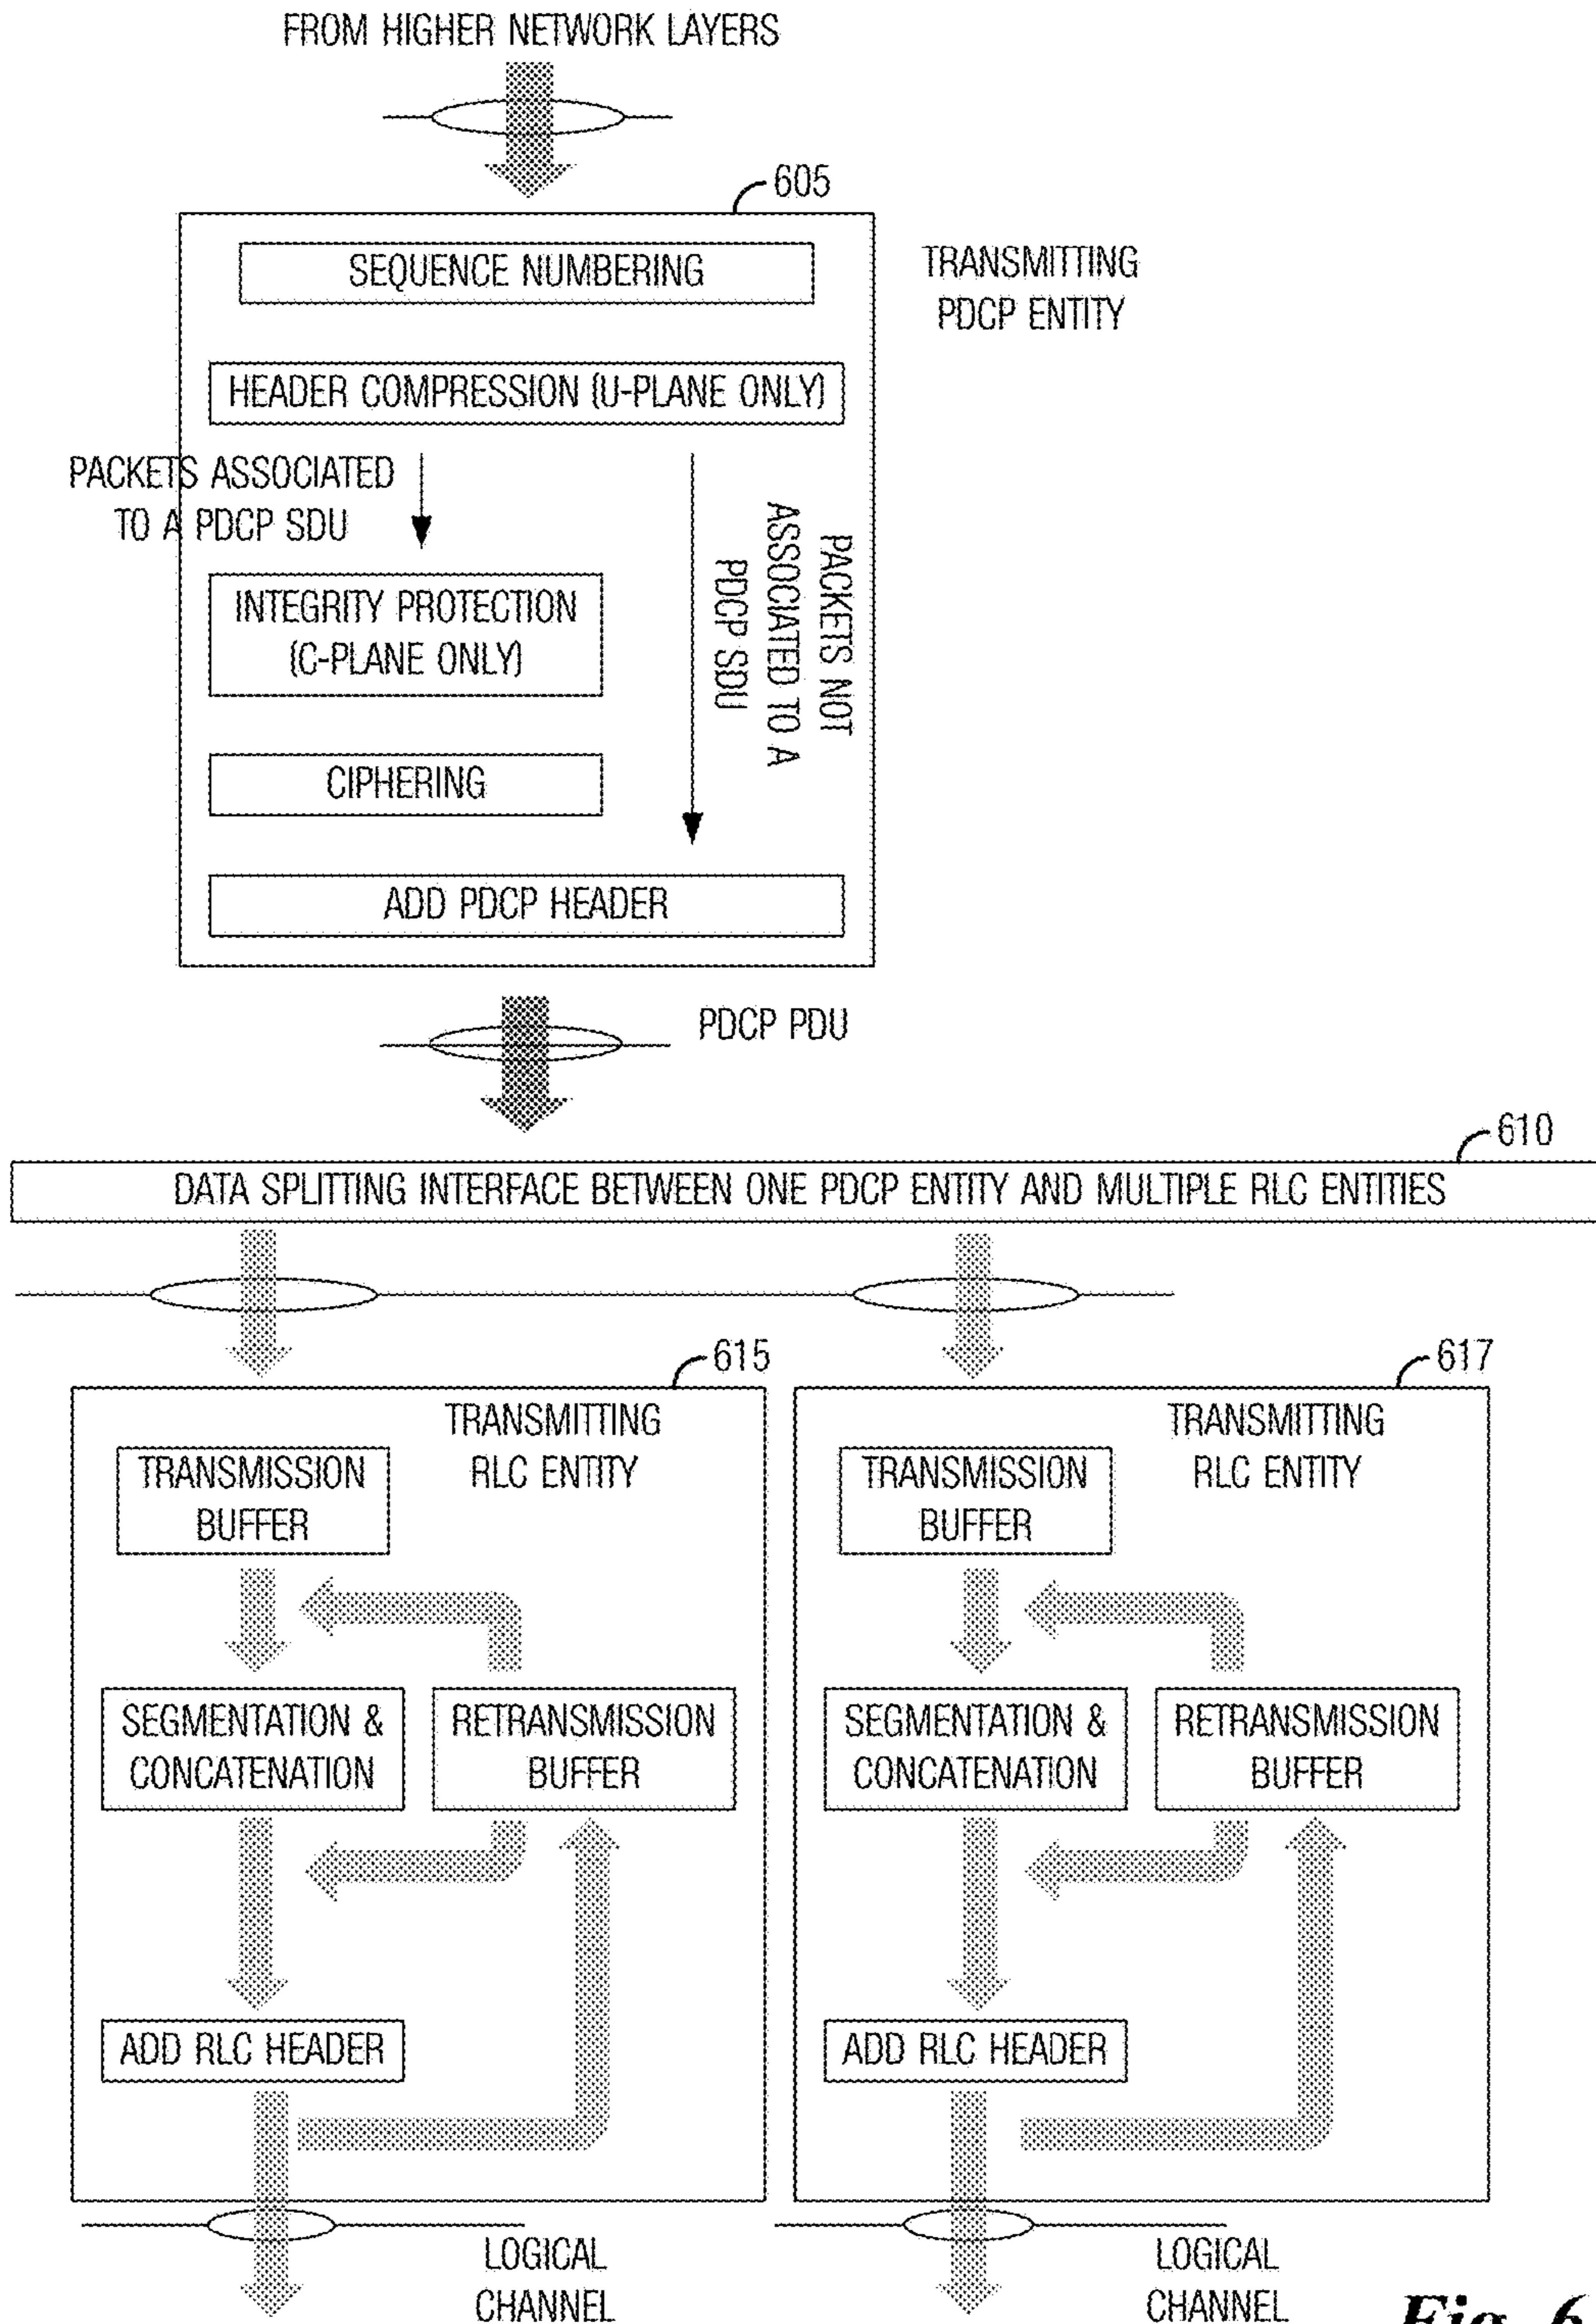 FROM HIGHER NETWORK LAYERS
605
SEQUENCE NUMBERING
TRANSMITTING
PDCP ENTITY
HEADER COMPRESSION (U-PLANE ONLY)
PACKETS ASSOCIATED
TO A PDCP SDU
PACKETS NOT
ASSOCIATED TO A
PDCP SDU
INTEGRITY PROTECTION
(C-PLANE ONLY)
CIPHERING
ADD PDCP HEADER
PDCP PDU
610
DATA SPLITTING INTERFACE BETWEEN ONE PDCP ENTITY AND MULTIPLE RLC ENTITIES
615
TRANSMITTING
RLC ENTITY
TRANSMISSION
BUFFER
SEGMENTATION &
CONCATENATION
RETRANSMISSION
BUFFER
ADD RLC HEADER
LOGICAL
CHANNEL
617
TRANSMITTING
RLC ENTITY
TRANSMISSION
BUFFER
SEGMENTATION &
CONCATENATION
RETRANSMISSION
BUFFER
ADD RLC HEADER
LOGICAL
CHANNEL
Fig. 6